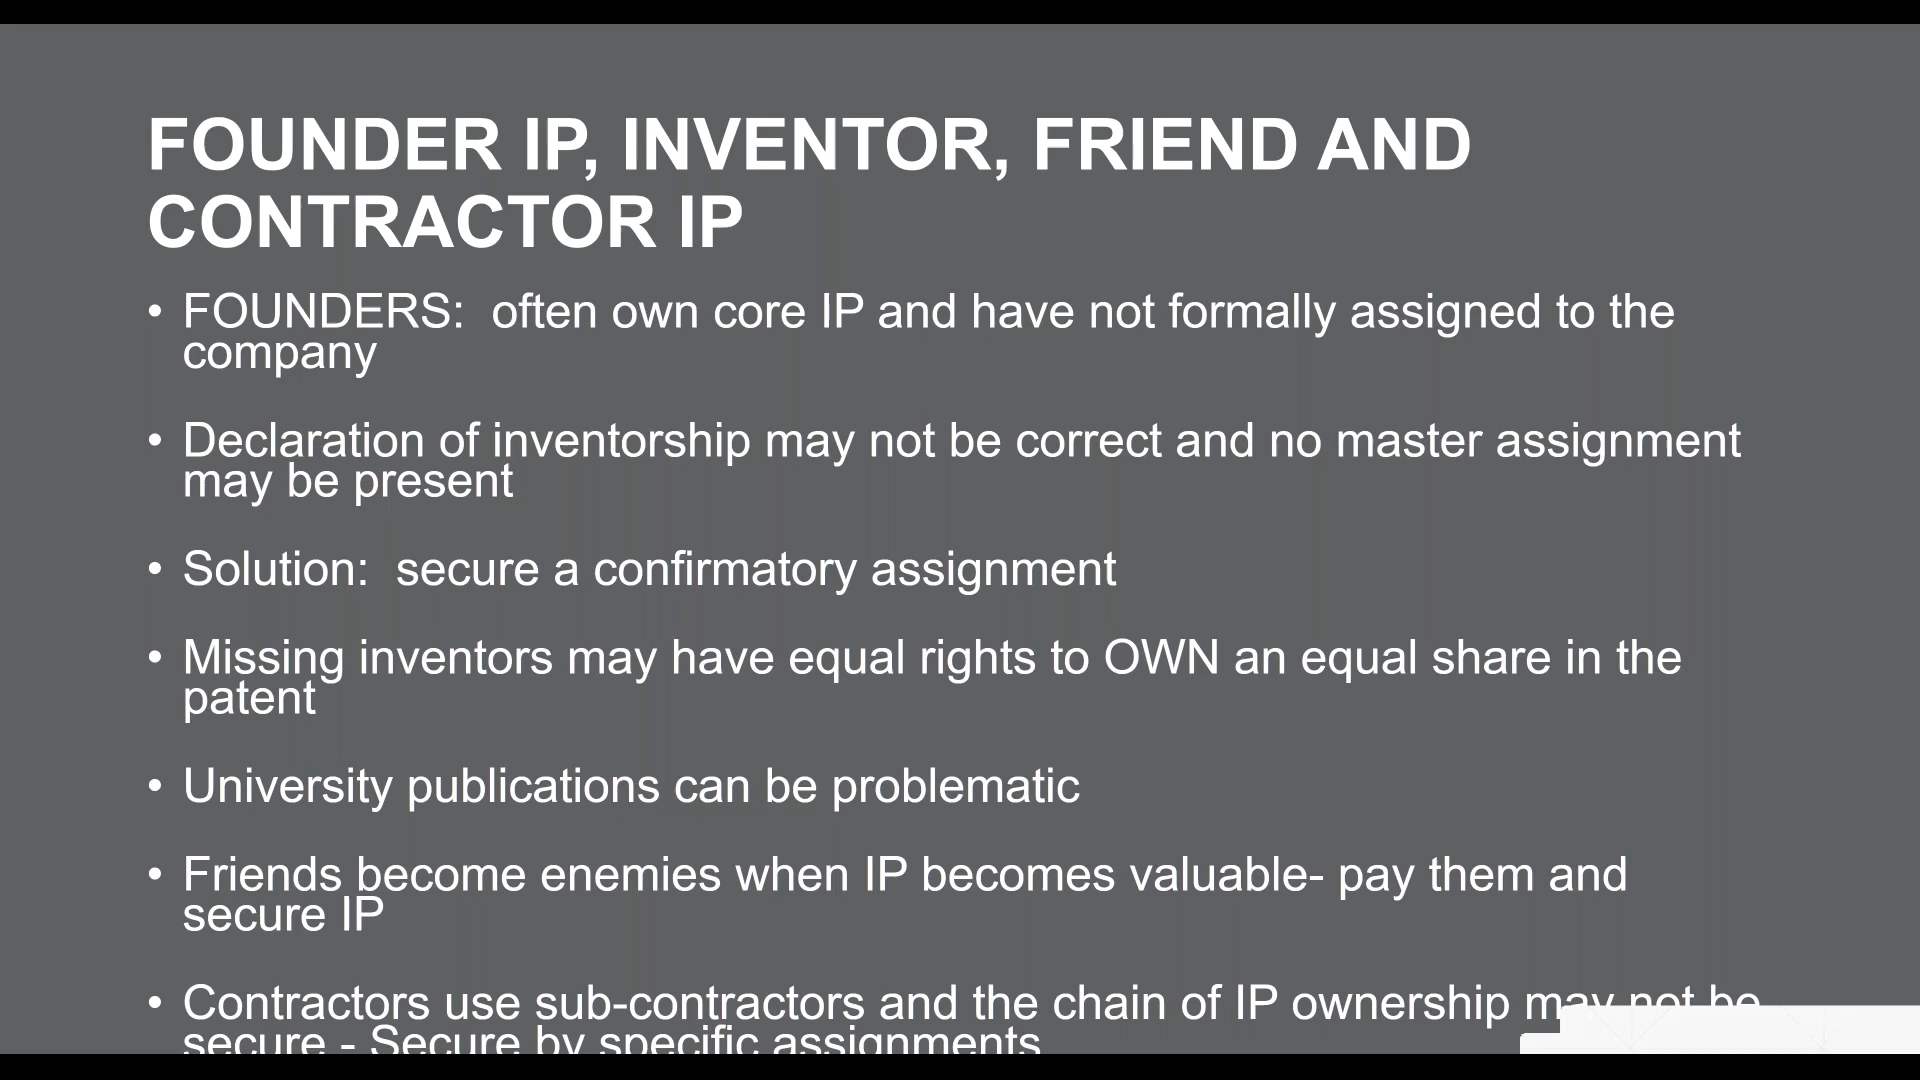 FOUNDER IP, INVENTOR, FRIEND AND
CONTRACTOR IP
• FOUNDERS:  often own core IP and have not formally assigned to the
company
• Declaration of inventorship may not be correct and no master assignment
may be present
• Solution:  secure a confirmatory assignment
• Missing inventors may have equal rights to OWN an equal share in the
patent
• University publications can be problematic
• Friends become enemies when IP becomes valuable- pay them and
secure IP
• Contractors use sub-contractors and the chain of IP ownership may not be
secure - Secure by specific assignments